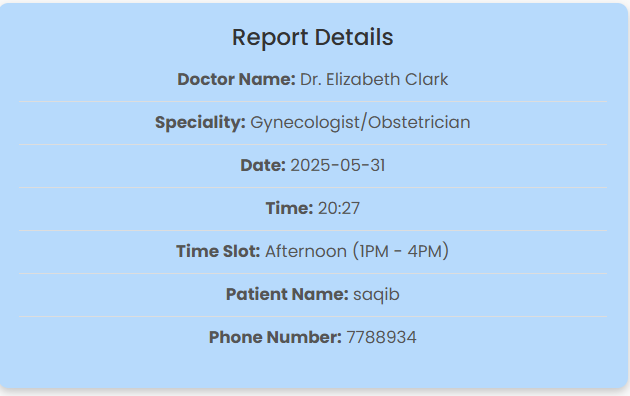 Report Details
Doctor Name: Dr. Elizabeth Clark
Speciality: Gynecologist/Obstetrician
Date: 2025-05-31
Time: 20:27
Time Slot: Afternoon (1PM - 4PM)
Patient Name: saqib
Phone Number: 7788934